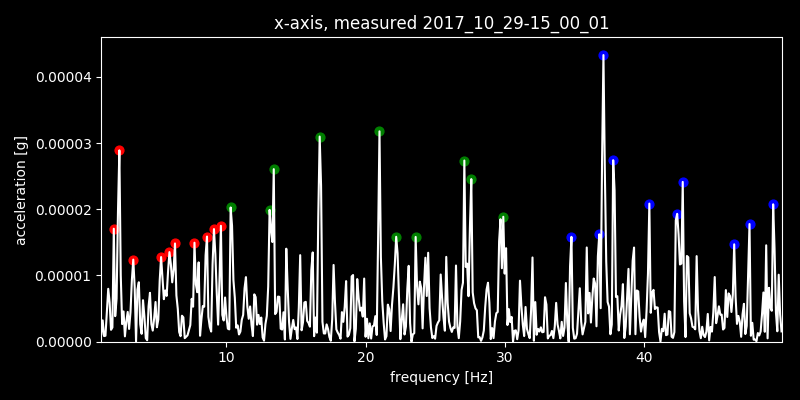 x-axis, measured 2017_10_29-15_00_01
0.00004
0.00003
0.00002
0.00001
0.00000
acceleration [g]
10 20 30 40
frequency [Hz]